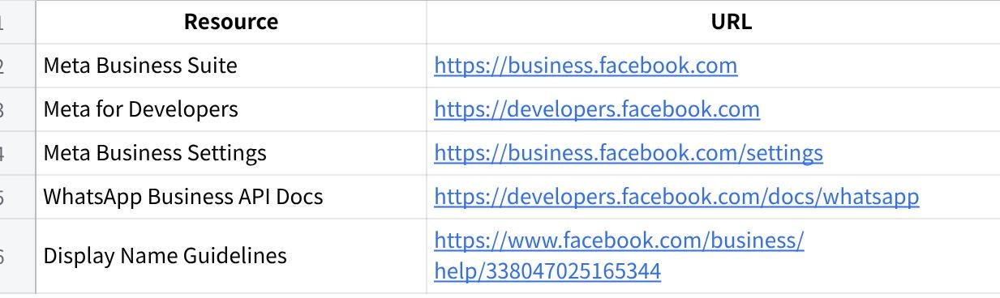 1 Resource URL
2 Meta Business Suite https://business.facebook.com
3 Meta for Developers https://developers.facebook.com
4 Meta Business Settings https://business.facebook.com/settings
5 WhatsApp Business API Docs https://developers.facebook.com/docs/whatsapp
6 Display Name Guidelines https://www.facebook.com/business/
help/338047025165344